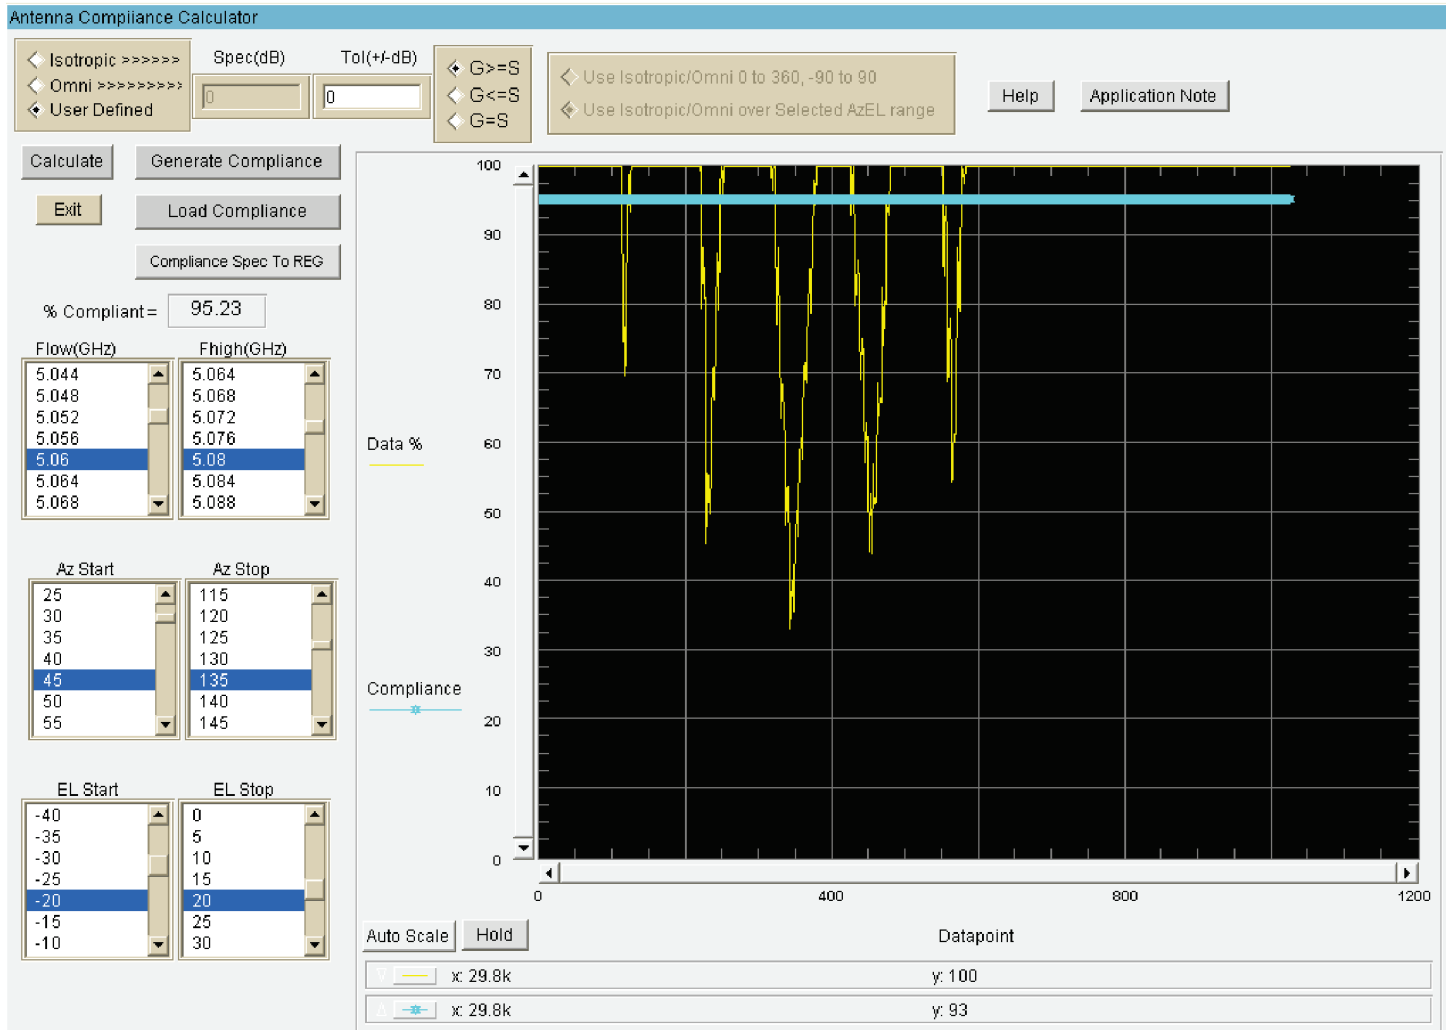 Antenna Compliance Calculator
Isotropic >>>>>>
Omni >>>>>>>>>
User Defined
Spec(dB)
0
Tol(+/-dB)
0
G>=S
G<=S
G=S
Use Isotropic/Omni 0 to 360, -90 to 90
Use Isotropic/Omni over Selected AzEL range
Help
Application Note
Calculate
Generate Compliance
Exit
Load Compliance
Compliance Spec To REG
% Compliant= 95.23
Flow(GHz)
5.044
5.048
5.052
5.056
5.06
5.064
5.068
Fhigh(GHz)
5.064
5.068
5.072
5.076
5.08
5.084
5.088
Az Start
25
30
35
40
45
50
55
Az Stop
115
120
125
130
135
140
145
EL Start
-40
-35
-30
-25
-20
-15
-10
EL Stop
0
5
10
15
20
25
30
Data %
Compliance
100
90
80
70
60
50
40
30
20
10
0
0 400 800 1200
Auto Scale Hold Datapoint
x: 29.8k y: 100
x: 29.8k y: 93